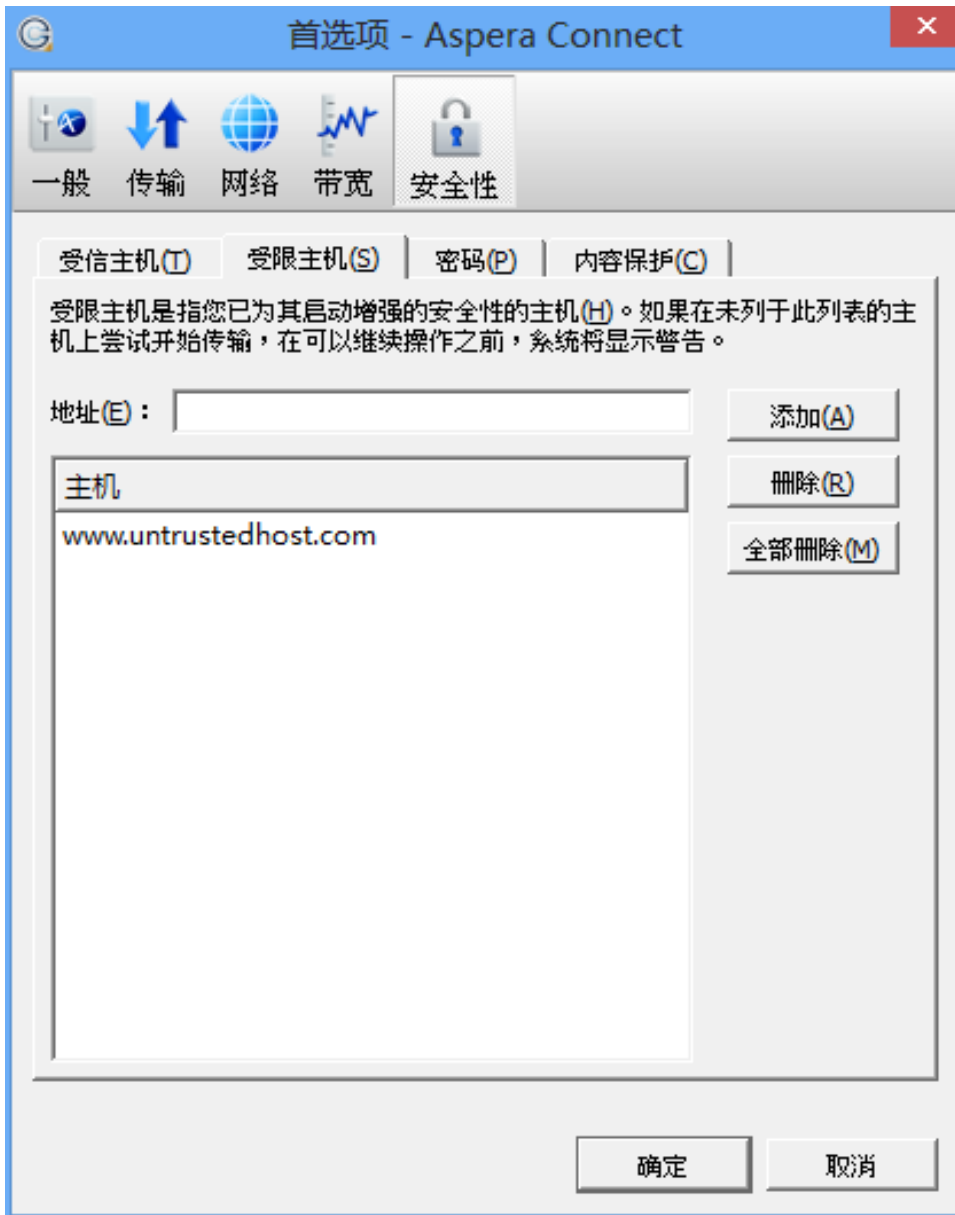 首选项 - Aspera Connect
一般 传输 网络 带宽 安全性
受信主机(T) 受限主机(S) 密码(P) 内容保护(C)
受限主机是指您已为其启动增强的安全性的主机(H)。如果在未列于此列表的主
机上尝试开始传输，在可以继续操作之前，系统将显示警告。
地址(E)： 添加(A)
主机 删除(R)
www.untrustedhost.com 全部删除(M)
确定 取消